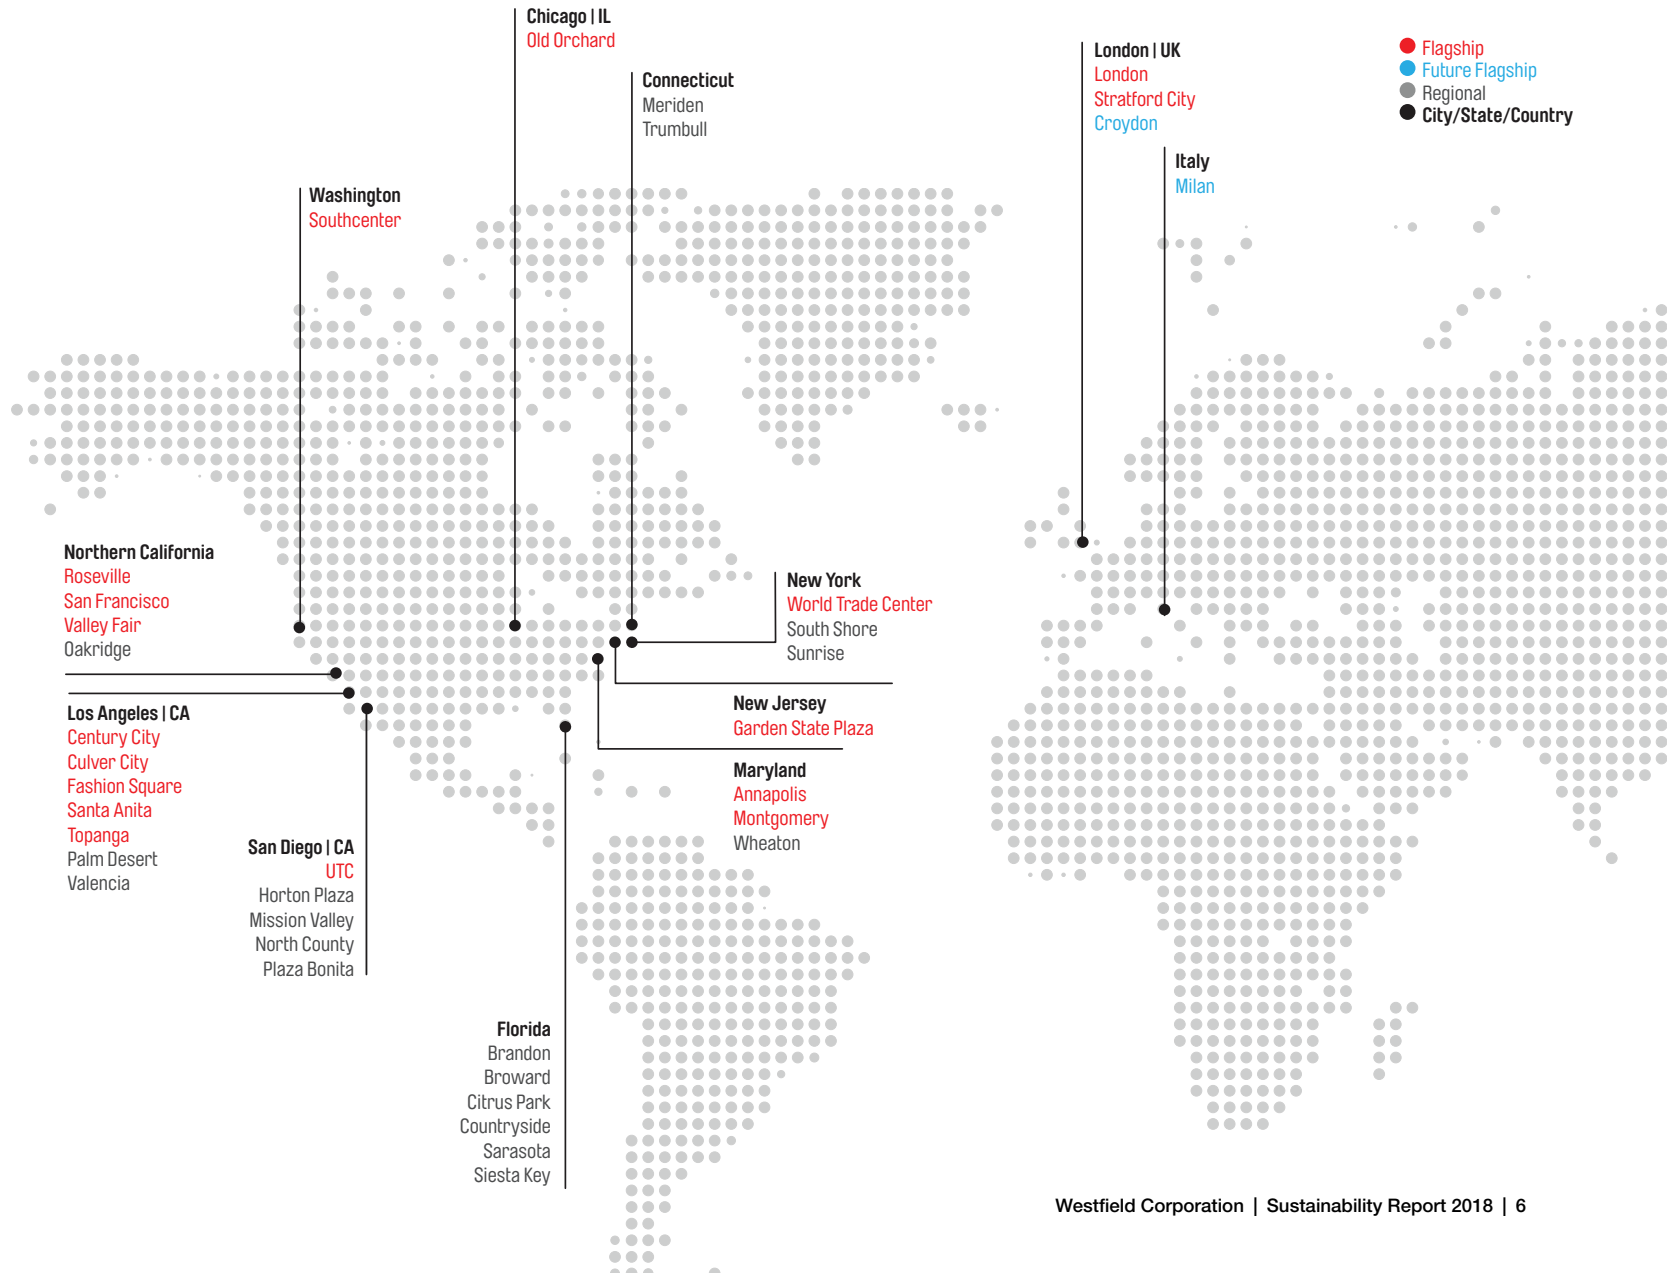 Chicago | IL
Old Orchard
Connecticut
Meriden
Trumbull
London | UK
London
Stratford City
Croydon
Flagship
Future Flagship
Regional
City/State/Country
Italy
Milan
Washington
Southcenter
Northern California
Roseville
San Francisco
Valley Fair
Oakridge
New York
World Trade Center
South Shore
Sunrise
Los Angeles | CA
Century City
Culver City
Fashion Square
Santa Anita
Topanga
Palm Desert
Valencia
New Jersey
Garden State Plaza
Maryland
Annapolis
Montgomery
Wheaton
San Diego | CA
UTC
Horton Plaza
Mission Valley
North County
Plaza Bonita
Florida
Brandon
Broward
Citrus Park
Countryside
Sarasota
Siesta Key
Westfield Corporation | Sustainability Report 2018 | 6